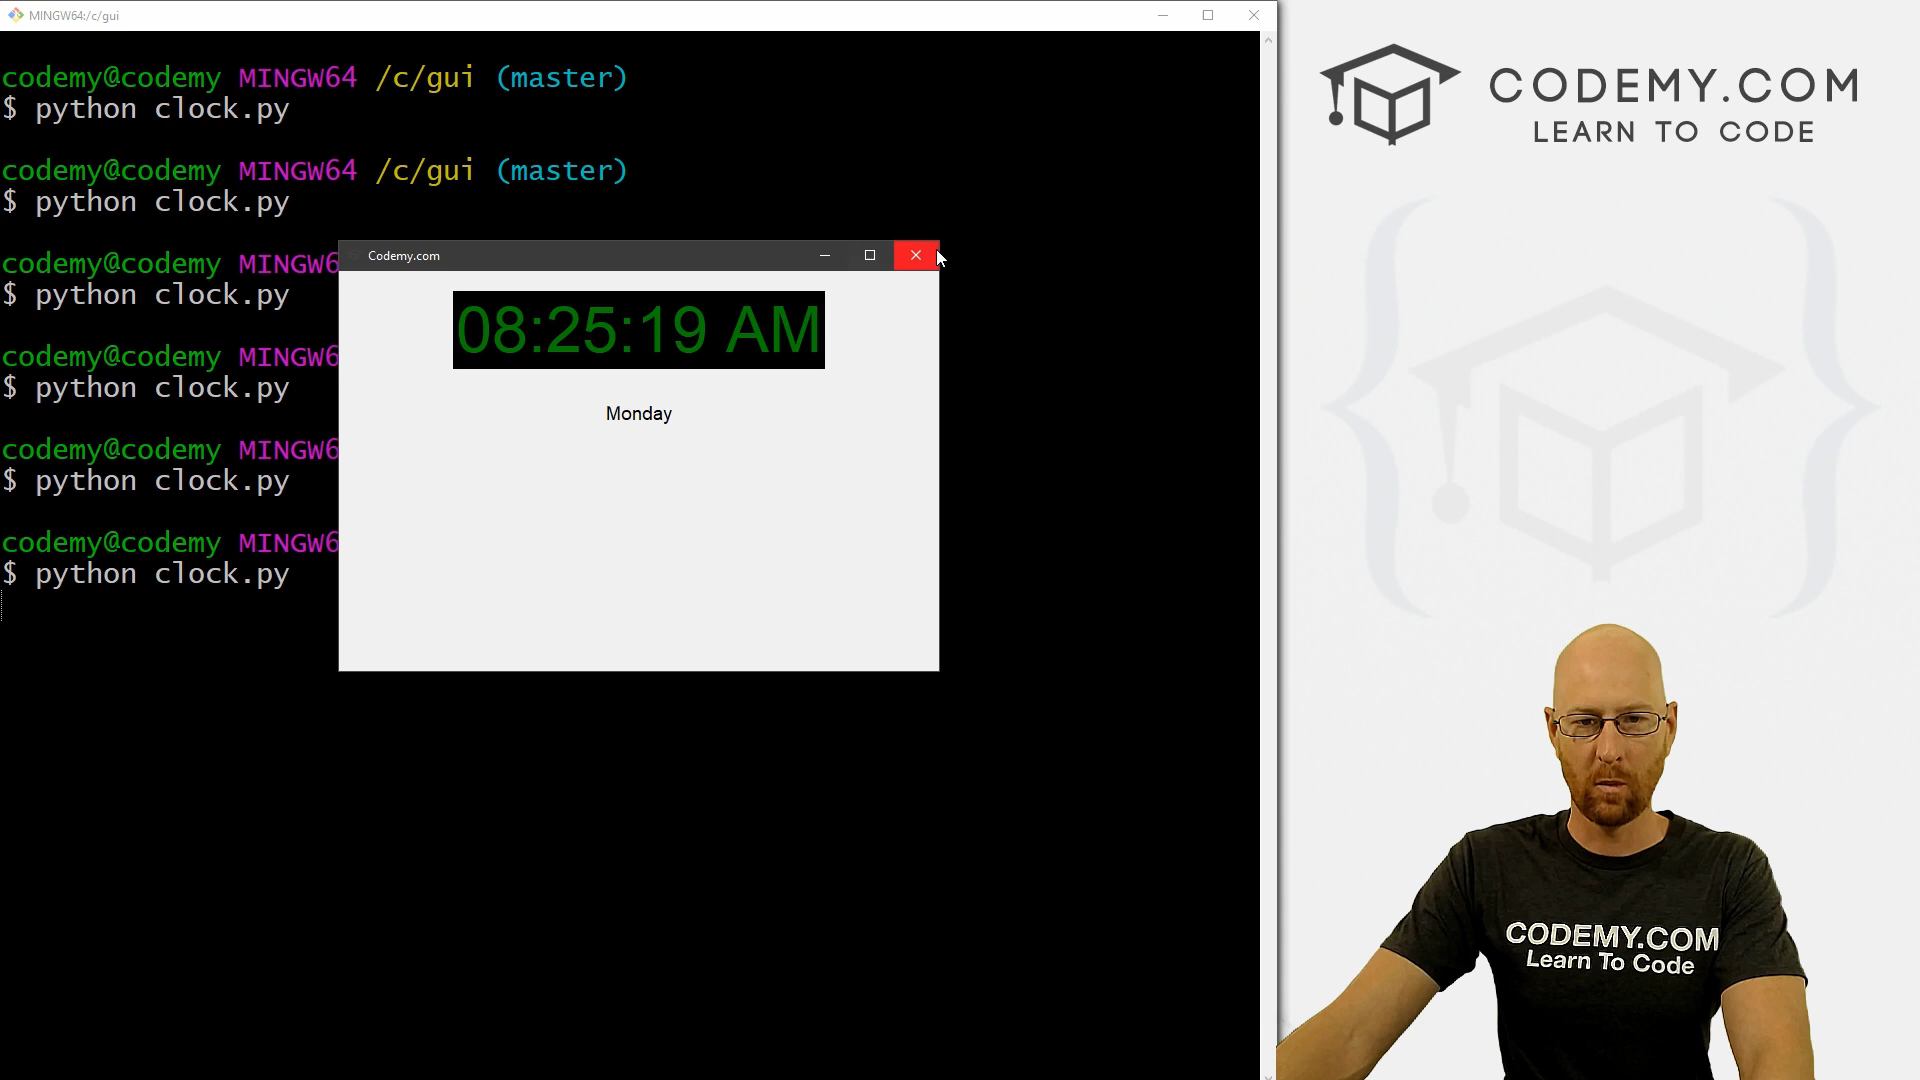 MINGW64:/c/gui
codemy@codemy MINGW64 /c/gui (master)
$ python clock.py
codemy@codemy MINGW64 /c/gui (master)
$ python clock.py
codemy@codemy MINGW6
$ python clock.py
codemy@codemy MINGW6
$ python clock.py
codemy@codemy MINGW6
$ python clock.py
codemy@codemy MINGW6
$ python clock.py
Codemy.com
08:25:19 AM
Monday
CODEMY.COM
LEARN TO CODE
CODEMY.COM
Learn To Code